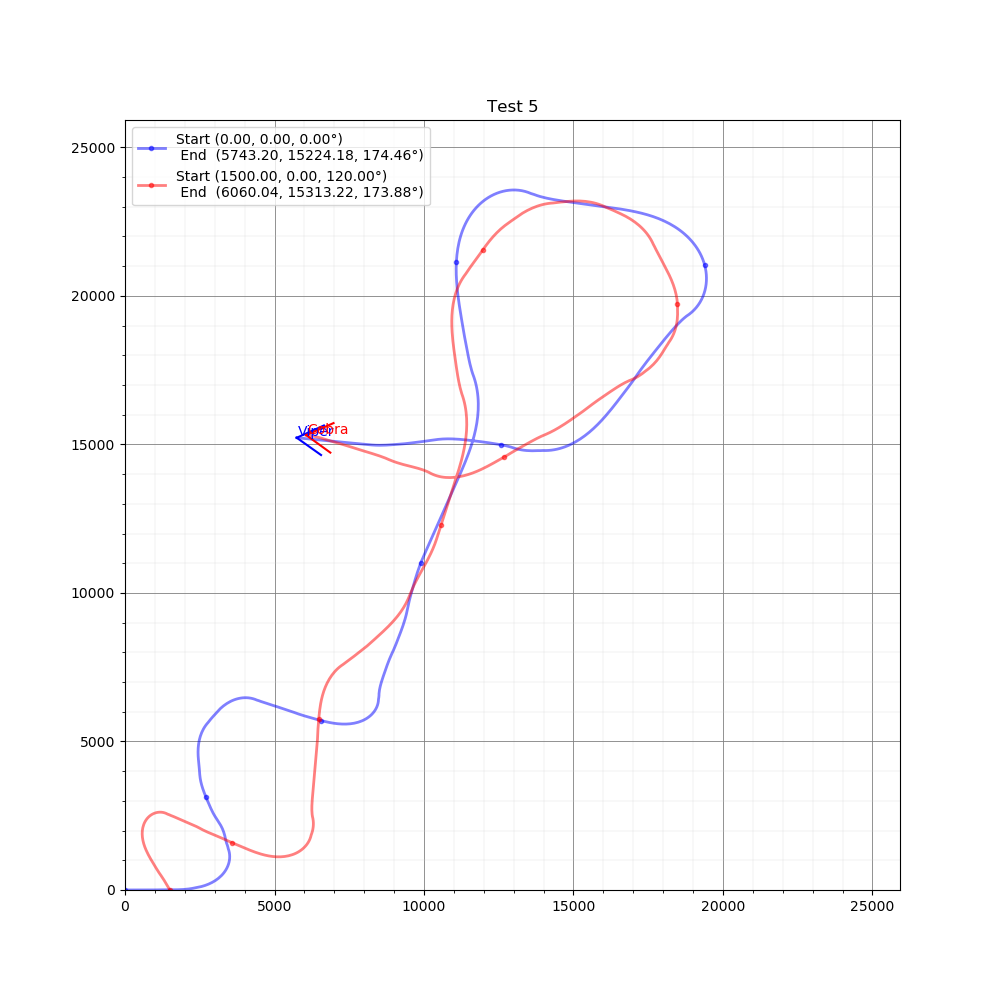 Test 5
Start (0.00, 0.00, 0.00°)
End (5743.20, 15224.18, 174.46°)
Start (1500.00, 0.00, 120.00°)
End (6060.04, 15313.22, 173.88°)
25000
20000
15000
10000
5000
0
Viper
Cobra
0 5000 10000 15000 20000 25000